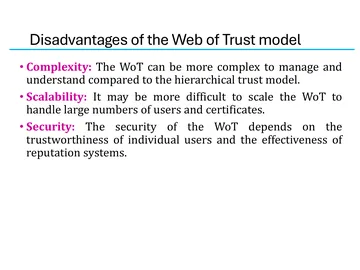 Disadvantages of the Web of Trust model
• Complexity: The WoT can be more complex to manage and
understand compared to the hierarchical trust model.
• Scalability: It may be more difficult to scale the WoT to
handle large numbers of users and certificates.
• Security: The security of the WoT depends on the
trustworthiness of individual users and the effectiveness of
reputation systems.